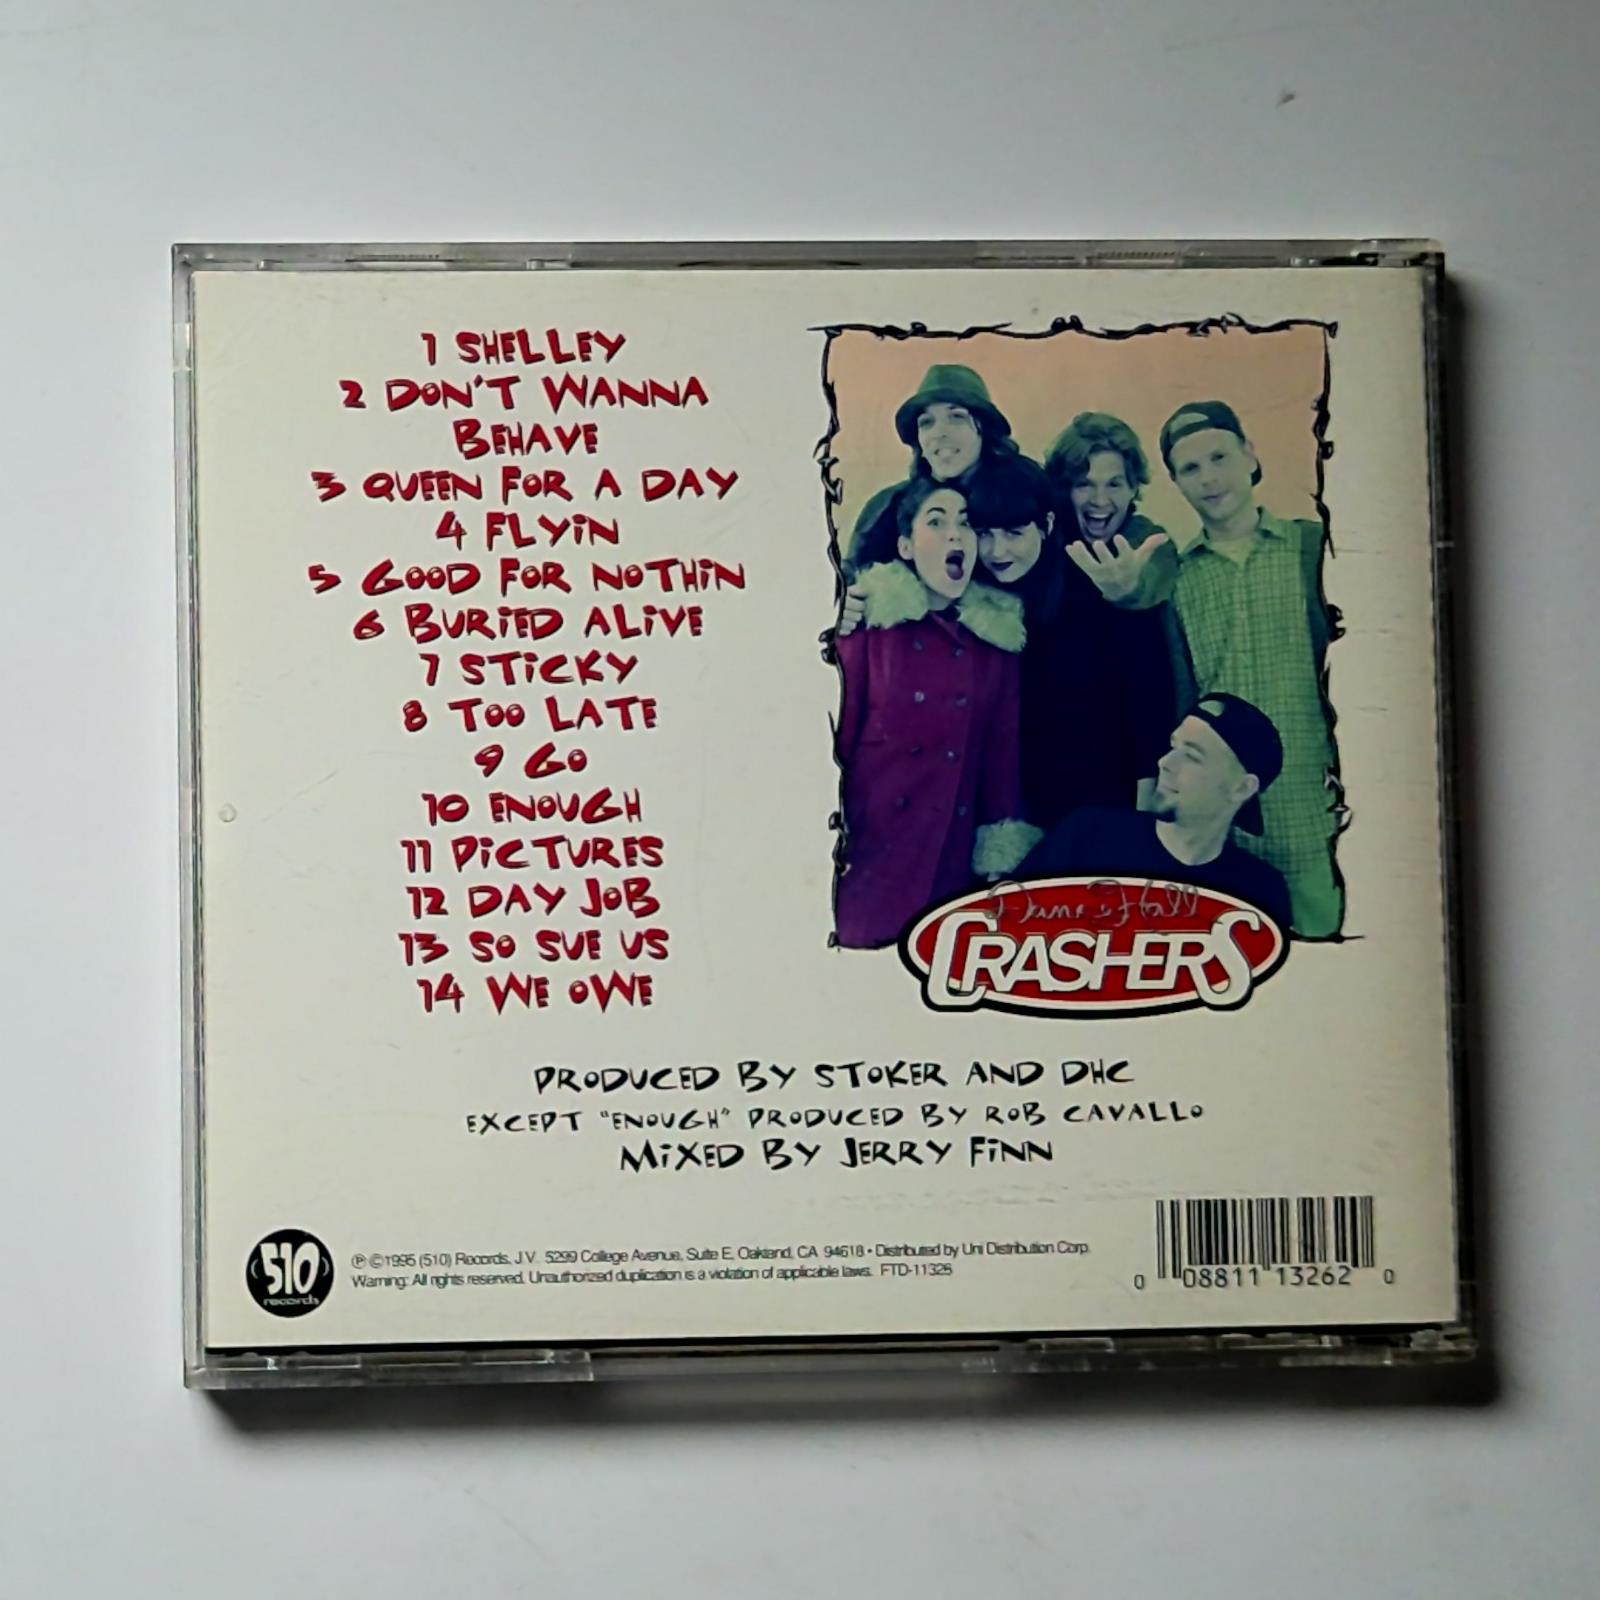 1 SHELLEY
2 DON'T WANNA
BEHAVE
3 QUEEN FOR A DAY
4 FLYiN
5 GOOD FOR NOTHiN
6 BURiED ALiVE
7 STiCKY
8 TOO LATE
9 GO
10 ENOUGH
11 PiCTURES
12 DAY JOB
13 SO SUE US
14 WE OWE
Dance Hall
CRASHERS
PRODUCED BY STOKER AND DHC
EXCEPT "ENOUGH" PRODUCED BY ROB CAVALLO
MiXED BY JERRY FiNN
(510)
records
℗ ©1995 (510) Records, J.V. 5299 College Avenue, Suite E, Oakland, CA 94618 • Distributed by Uni Distribution Corp.
Warning: All rights reserved. Unauthorized duplication is a violation of applicable laws. FTD-11326
0 08811 13262 0